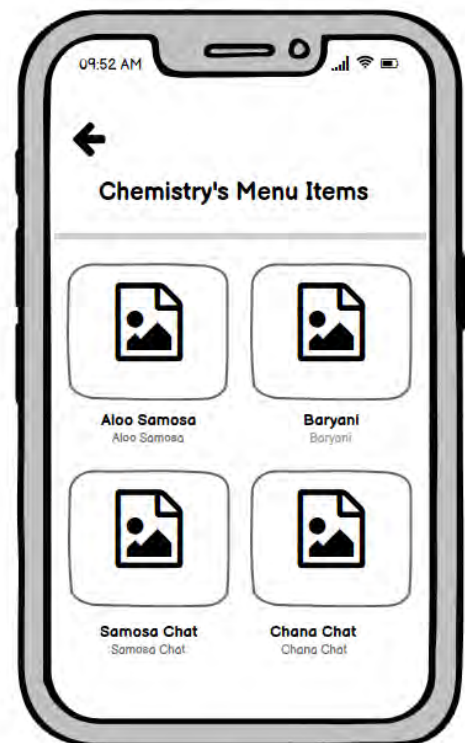 09:52 AM
Chemistry's Menu Items
Aloo Samosa
Aloo Samosa
Baryani
Baryani
Samosa Chat
Samosa Chat
Chana Chat
Chana Chat